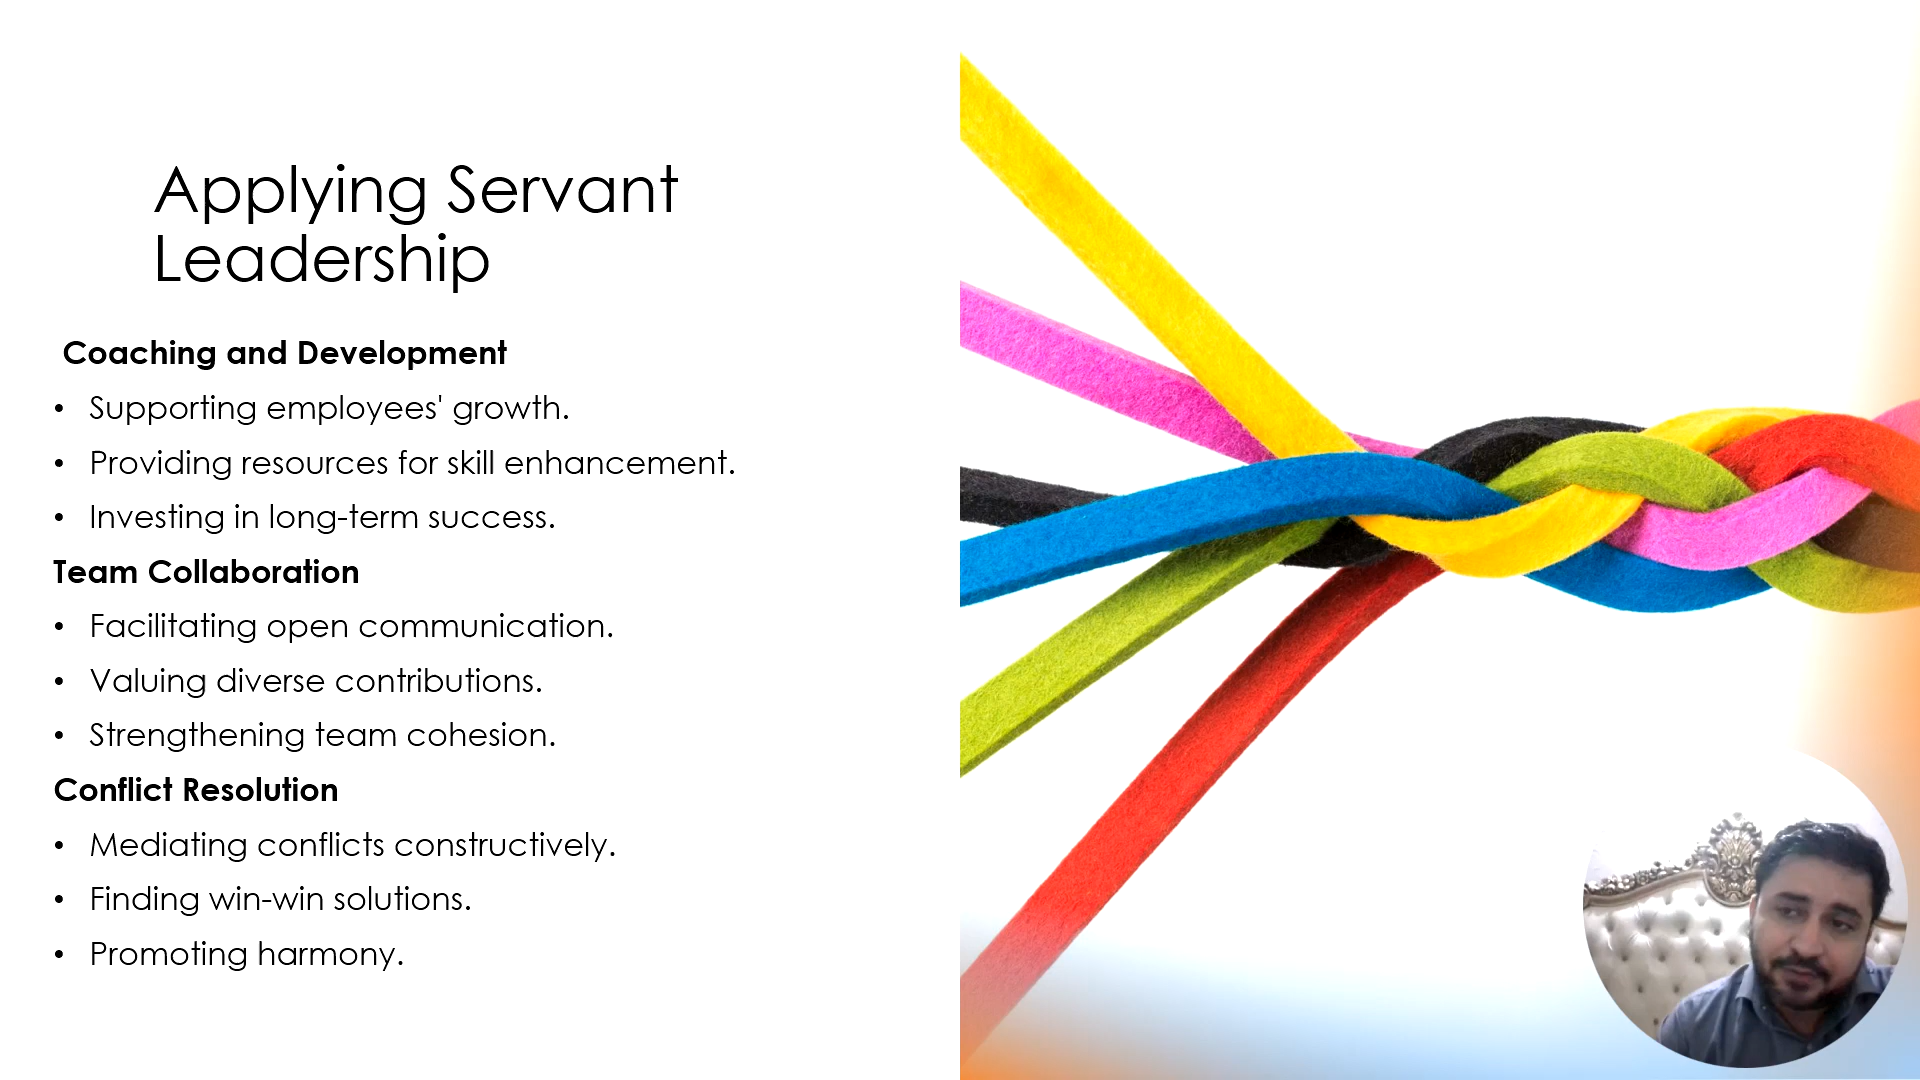 Applying Servant
Leadership
Coaching and Development
• Supporting employees' growth.
• Providing resources for skill enhancement.
• Investing in long-term success.
Team Collaboration
• Facilitating open communication.
• Valuing diverse contributions.
• Strengthening team cohesion.
Conflict Resolution
• Mediating conflicts constructively.
• Finding win-win solutions.
• Promoting harmony.